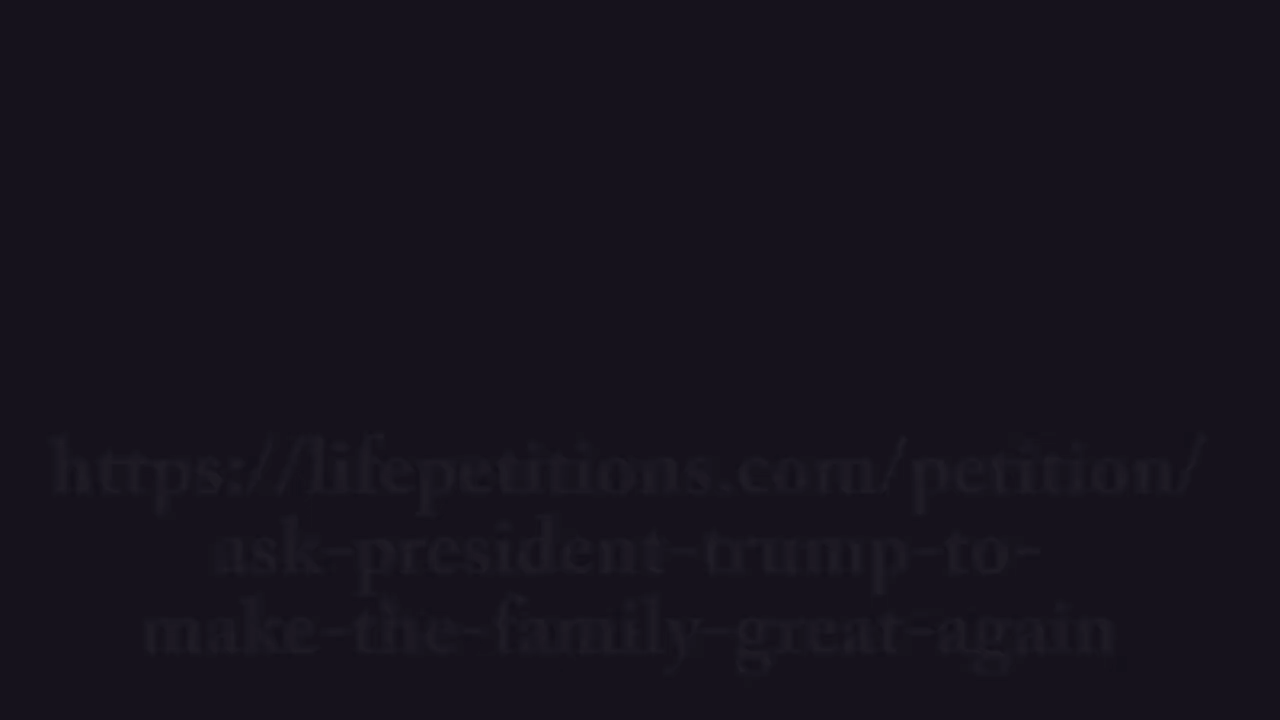 https://lifepetitions.com/petition/
ask-president-trump-to-
make-the-family-great-again